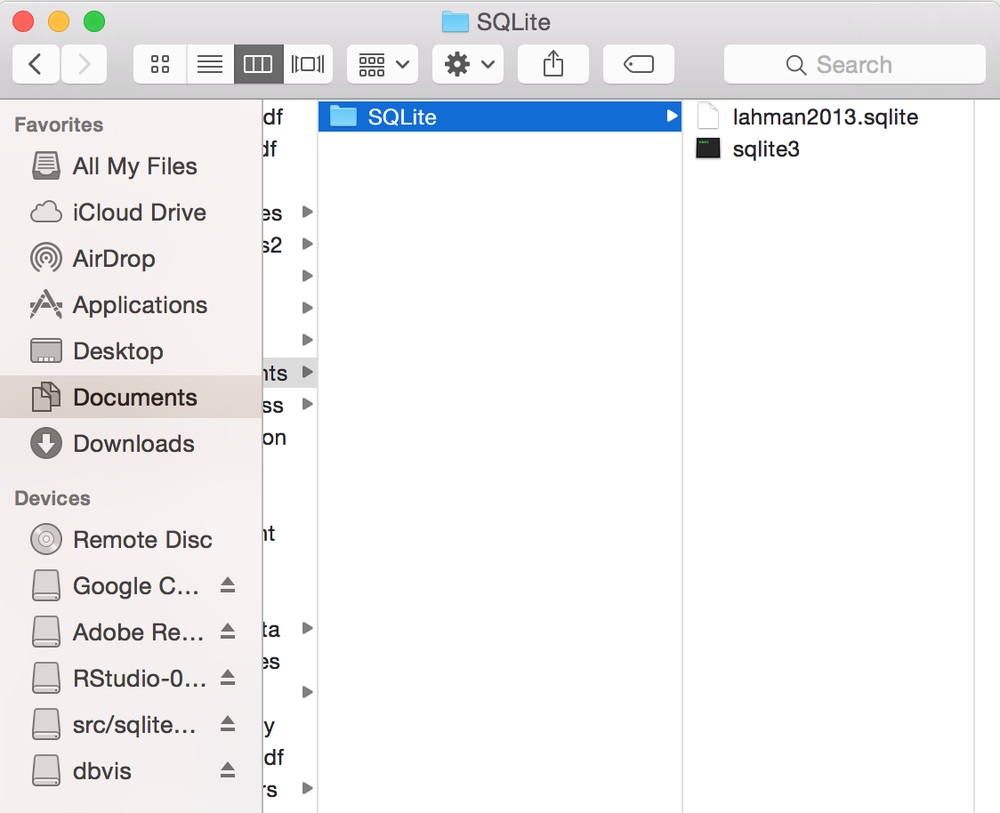 SQLite
Search
Favorites
All My Files
iCloud Drive
AirDrop
Applications
Desktop
Documents
Downloads
Devices
Remote Disc
Google C...
Adobe Re...
RStudio-0...
src/sqlite...
dbvis
df
df
es
s2
nts
ss
on
nt
ta
es
y
df
rs
SQLite
lahman2013.sqlite
sqlite3